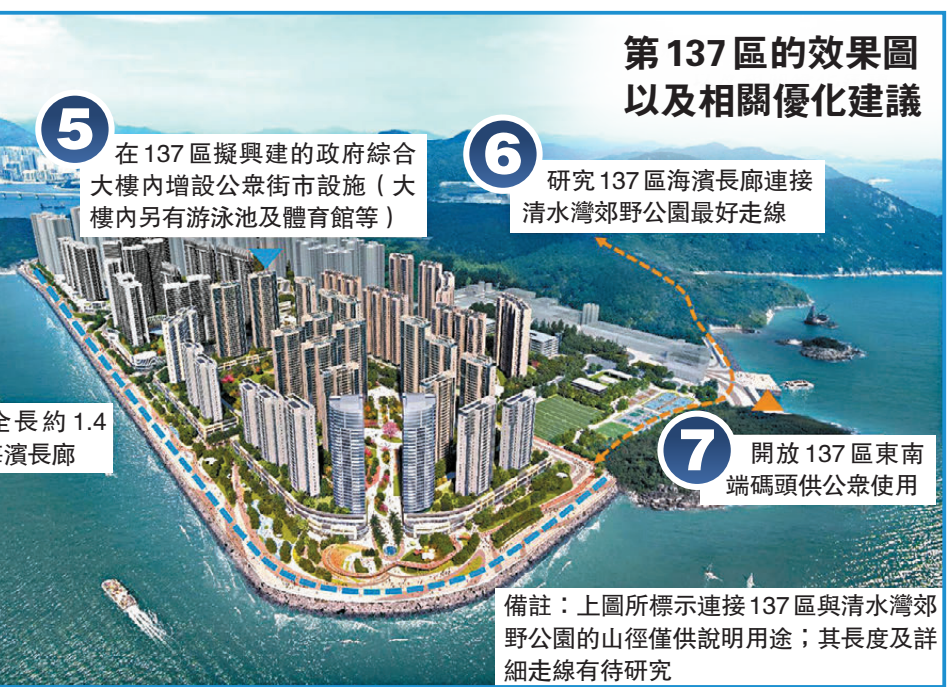 第137區的效果圖
以及相關優化建議
5
在137區擬興建的政府綜合
大樓內增設公眾街市設施（大
樓內另有游泳池及體育館等）
6
研究137區海濱長廊連接
清水灣郊野公園最好走線
全長約1.4
海濱長廊
7
開放137區東南
端碼頭供公眾使用
備註：上圖所標示連接137區與清水灣郊
野公園的山徑僅供說明用途；其長度及詳
細走線有待研究